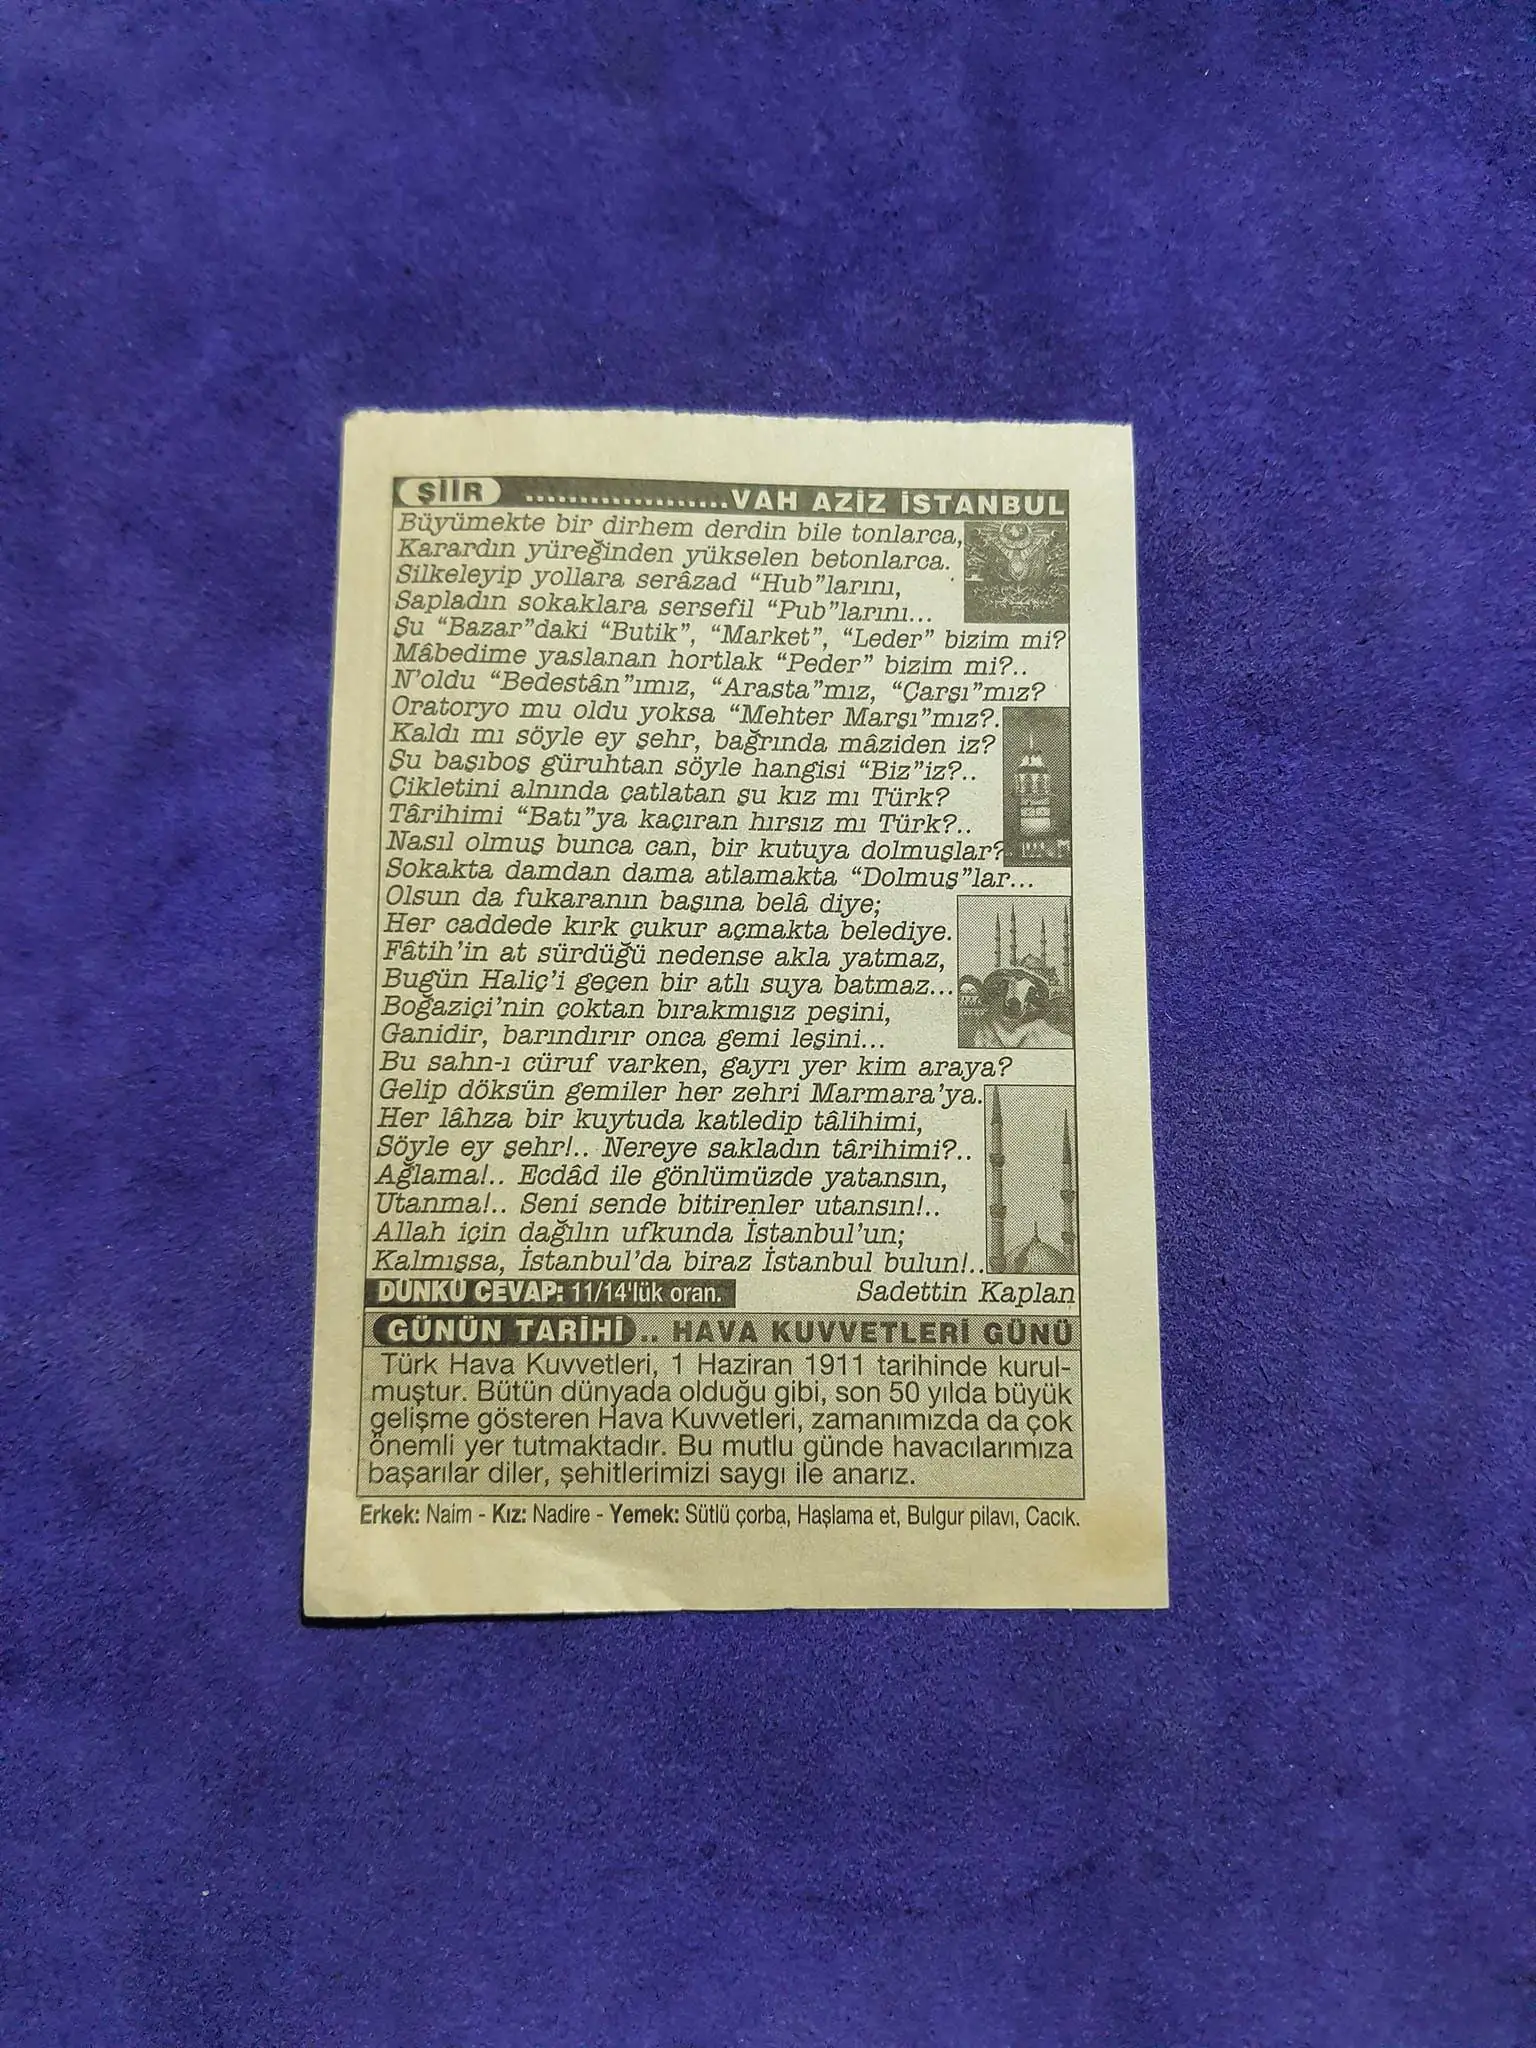 ŞİİR ...................VAH AZİZ İSTANBUL
Büyümekte bir dirhem derdin bile tonlarca,
Karardın yüreğinden yükselen betonlarca.
Silkeleyip yollara serâzad “Hub”larını,
Sapladın sokaklara sersefil “Pub”larını...
Şu “Bazar”daki “Butik”, “Market”, “Leder” bizim mi?
Mâbedime yaslanan hortlak “Peder” bizim mi?..
N'oldu “Bedestân”ımız, “Arasta”mız, “Çarşı”mız?
Oratoryo mu oldu yoksa “Mehter Marşı”mız?.
Kaldı mı söyle ey şehr, bağrında mâziden iz?
Şu başıboş güruhtan söyle hangisi “Biz”iz?..
Çikletini alnında çatlatan şu kız mı Türk?
Târihimi “Batı”ya kaçıran hırsız mı Türk?..
Nasıl olmuş bunca can, bir kutuya dolmuşlar?
Sokakta damdan dama atlamakta “Dolmuş”lar...
Olsun da fukaranın başına belâ diye;
Her caddede kırk çukur açmakta belediye.
Fâtih'in at sürdüğü nedense akla yatmaz,
Bugün Haliç'i geçen bir atlı suya batmaz...
Boğaziçi'nin çoktan bırakmışız peşini,
Ganidir, barındırır onca gemi leşini...
Bu sahn-ı cüruf varken, gayrı yer kim araya?
Gelip döksün gemiler her zehri Marmara'ya.
Her lâhza bir kuytuda katledip tâlihimi,
Söyle ey şehr!.. Nereye sakladın târihimi?..
Ağlama!.. Ecdâd ile gönlümüzde yatansın,
Utanma!.. Seni sende bitirenler utansın!..
Allah için dağılın ufkunda İstanbul'un;
Kalmışsa, İstanbul'da biraz İstanbul bulun!..
DÜNKÜ CEVAP: 11/14'lük oran. Sadettin Kaplan
GÜNÜN TARİHİ .. HAVA KUVVETLERİ GÜNÜ
Türk Hava Kuvvetleri, 1 Haziran 1911 tarihinde kurul-
muştur. Bütün dünyada olduğu gibi, son 50 yılda büyük
gelişme gösteren Hava Kuvvetleri, zamanımızda da çok
önemli yer tutmaktadır. Bu mutlu günde havacılarımıza
başarılar diler, şehitlerimizi saygı ile anarız.
Erkek: Naim - Kız: Nadire - Yemek: Sütlü çorba, Haşlama et, Bulgur pilavı, Cacık.